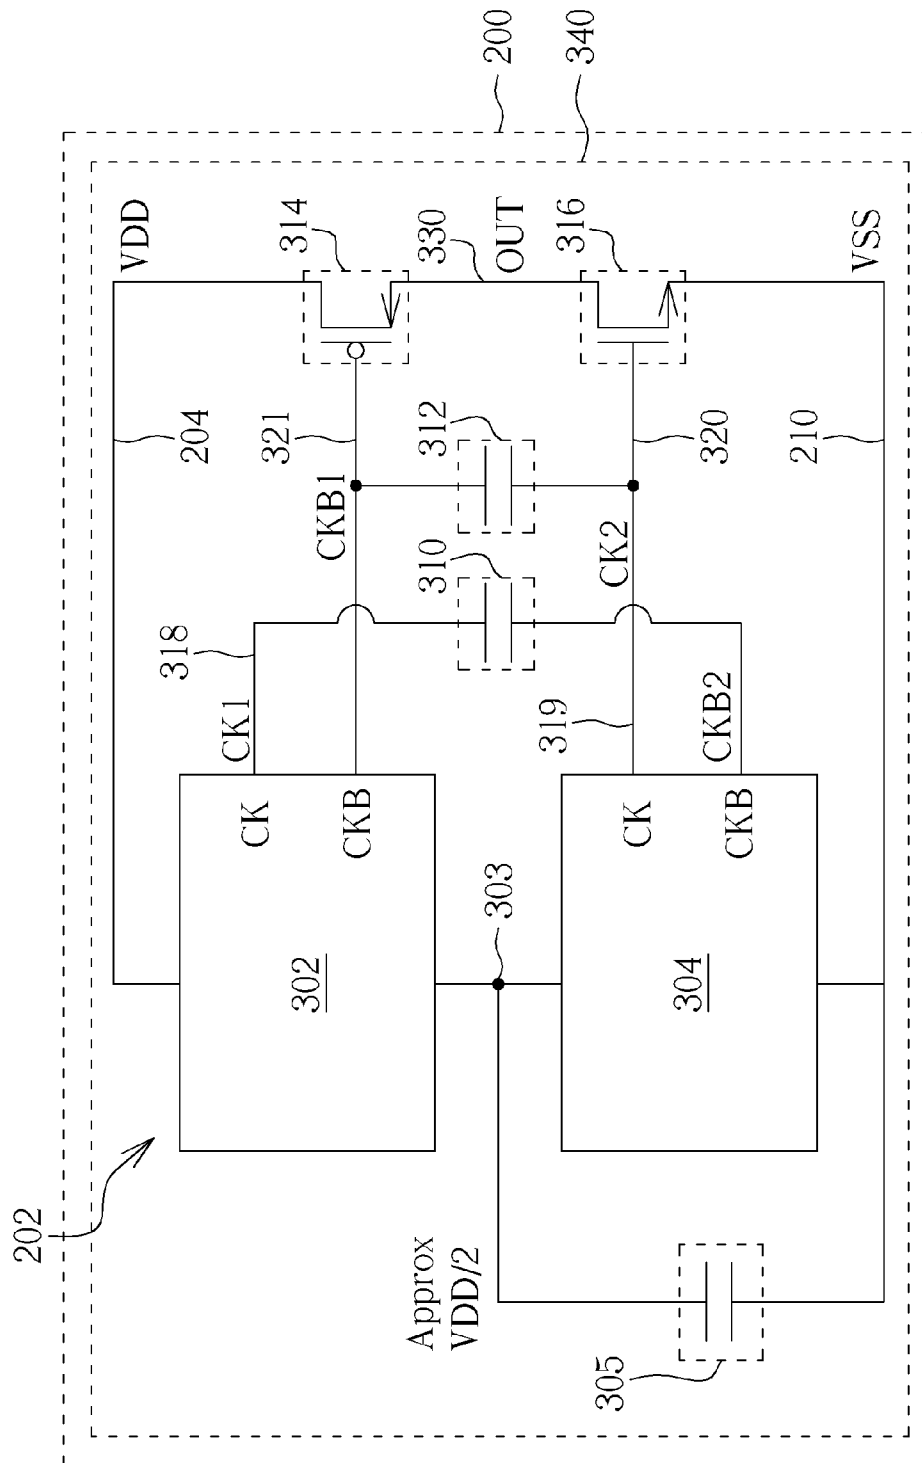 200
340
VDD
314
330
OUT
316
VSS
204
321
312
320
210
CKB1
310
CK2
318
CK1
319
CKB2
CK
CKB
CK
CKB
302
303
304
202
Approx
VDD/2
305